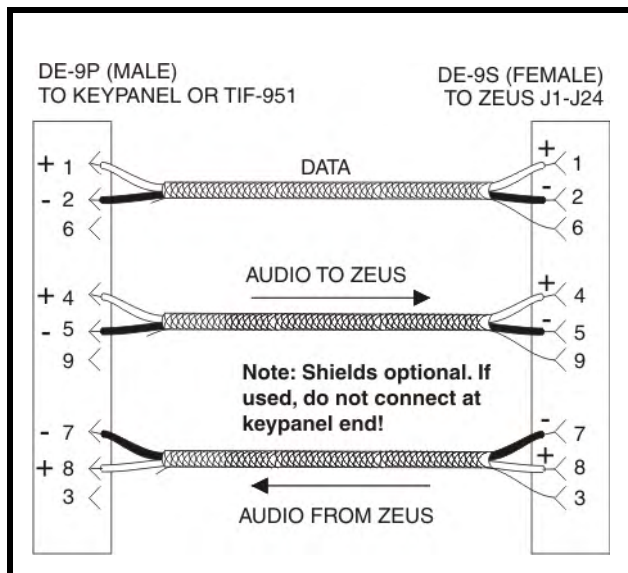 DE-9P (MALE)
TO KEYPANEL OR TIF-951
DE-9S (FEMALE)
TO ZEUS J1-J24
+ 1
- 2
6
DATA
+ 1
- 2
6
+ 4
- 5
9
AUDIO TO ZEUS
+ 4
- 5
9
Note: Shields optional. If
used, do not connect at
keypanel end!
- 7
+ 8
3
AUDIO FROM ZEUS
- 7
+ 8
3